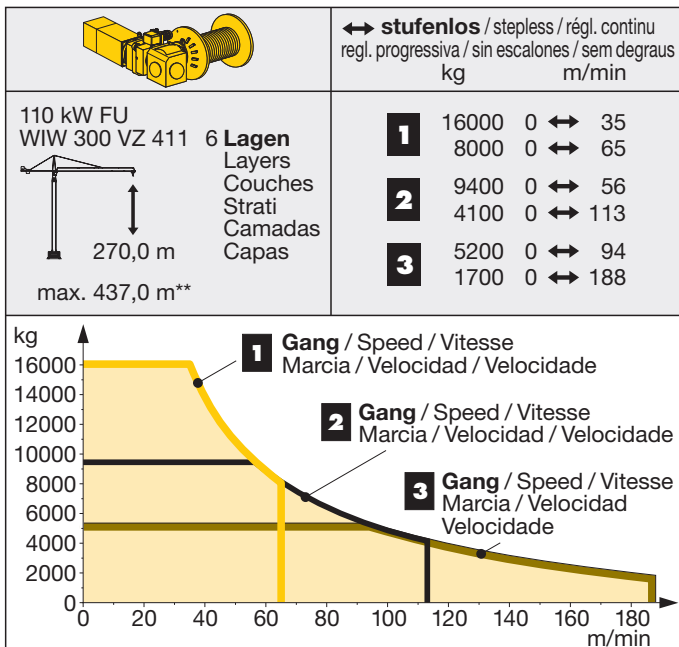 ↔ stufenlos / stepless / régl. continu
regl. progressiva / sin escalones / sem degraus
kg m/min
110 kW FU
WIW 300 VZ 411 6 Lagen
Layers
Couches
Strati
Camadas
Capas
270,0 m
max. 437,0 m**
1 16000 0 ↔ 35
8000 0 ↔ 65
2 9400 0 ↔ 56
4100 0 ↔ 113
3 5200 0 ↔ 94
1700 0 ↔ 188
kg
16000
14000
12000
10000
8000
6000
4000
2000
0
1 Gang / Speed / Vitesse
Marcia / Velocidad / Velocidade
2 Gang / Speed / Vitesse
Marcia / Velocidad / Velocidade
3 Gang / Speed / Vitesse
Marcia / Velocidad
Velocidade
0 20 40 60 80 100 120 140 160 180
m/min